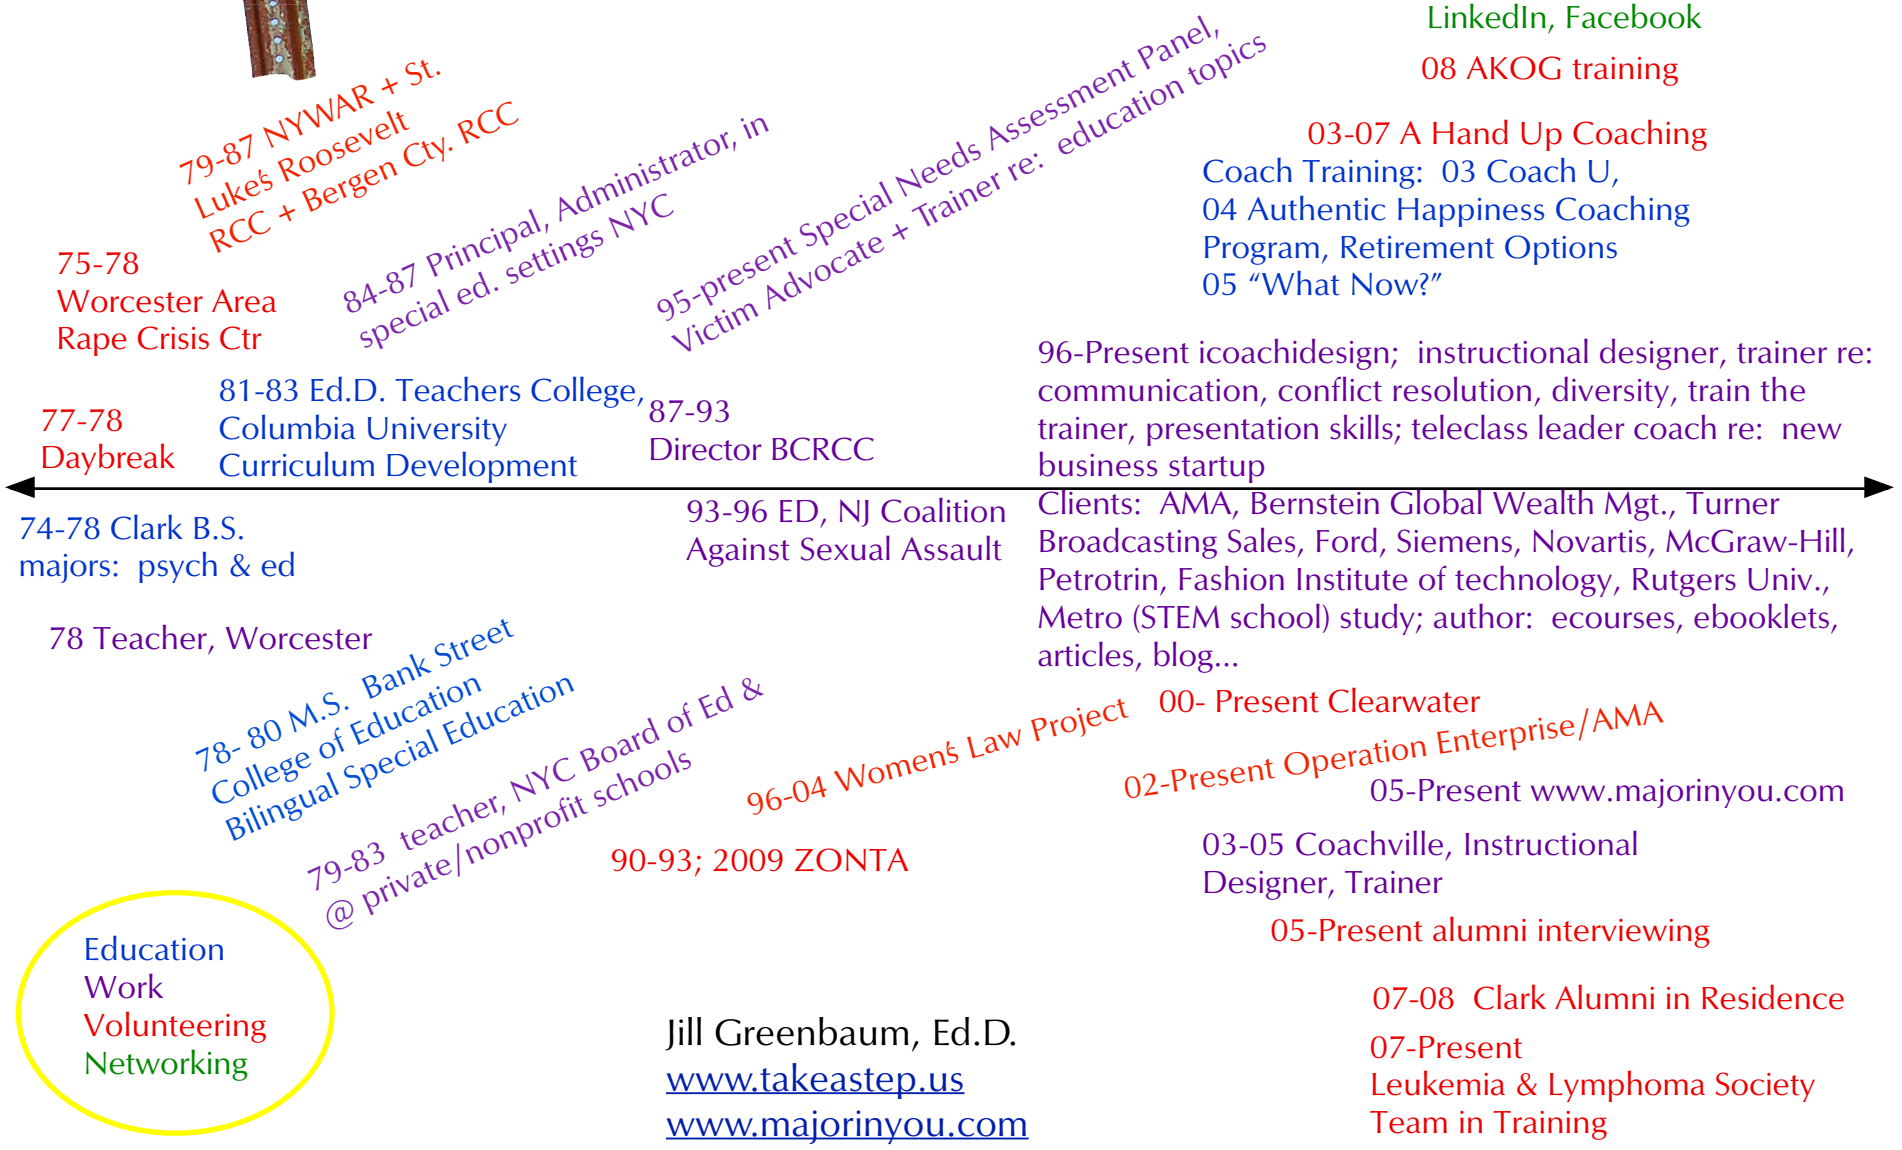 LinkedIn, Facebook
08 AKOG training
03-07 A Hand Up Coaching
Coach Training:  03 Coach U,
04 Authentic Happiness Coaching
Program, Retirement Options
05 “What Now?”
79-87 NYWAR + St.
Luke’s Roosevelt
RCC + Bergen Cty. RCC
84-87 Principal, Administrator, in
special ed. settings NYC
95-present Special Needs Assessment Panel,
Victim Advocate + Trainer re:  education topics
75-78
Worcester Area
Rape Crisis Ctr
77-78
Daybreak
81-83 Ed.D. Teachers College,
Columbia University
Curriculum Development
87-93
Director BCRCC
96-Present icoachidesign;  instructional designer, trainer re:
communication, conflict resolution, diversity, train the
trainer, presentation skills; teleclass leader coach re:  new
business startup
Clients:  AMA, Bernstein Global Wealth Mgt., Turner
Broadcasting Sales, Ford, Siemens, Novartis, McGraw-Hill,
Petrotrin, Fashion Institute of technology, Rutgers Univ.,
Metro (STEM school) study; author:  ecourses, ebooklets,
articles, blog...
74-78 Clark B.S.
majors:  psych & ed
93-96 ED, NJ Coalition
Against Sexual Assault
78 Teacher, Worcester
78- 80 M.S.  Bank Street
College of Education
Bilingual Special Education
79-83  teacher, NYC Board of Ed &
@ private/nonprofit schools
96-04 Women’s Law Project
00- Present Clearwater
02-Present Operation Enterprise/AMA
05-Present www.majorinyou.com
90-93; 2009 ZONTA
03-05 Coachville, Instructional
Designer, Trainer
05-Present alumni interviewing
07-08  Clark Alumni in Residence
07-Present
Leukemia & Lymphoma Society
Team in Training
Education
Work
Volunteering
Networking
Jill Greenbaum, Ed.D.
www.takeastep.us
www.majorinyou.com